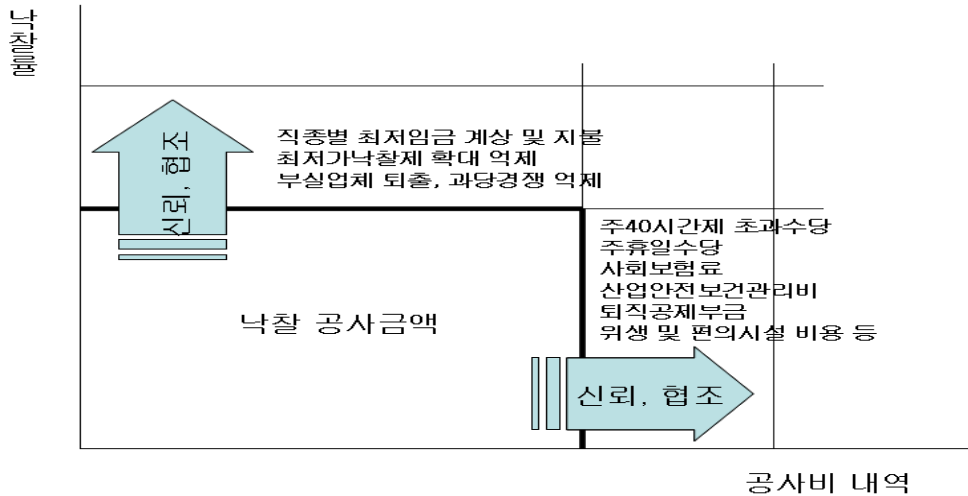 낙찰율
신뢰, 협조
직종별 최저임금 계상 및 지불
최저가낙찰제 확대 억제
부실업체 퇴출, 과당경쟁 억제
주40시간제 초과수당
주휴일수당
사회보험료
산업안전보건관리비
퇴직공제부금
위생 및 편의시설 비용 등
낙찰 공사금액
신뢰, 협조
공사비 내역